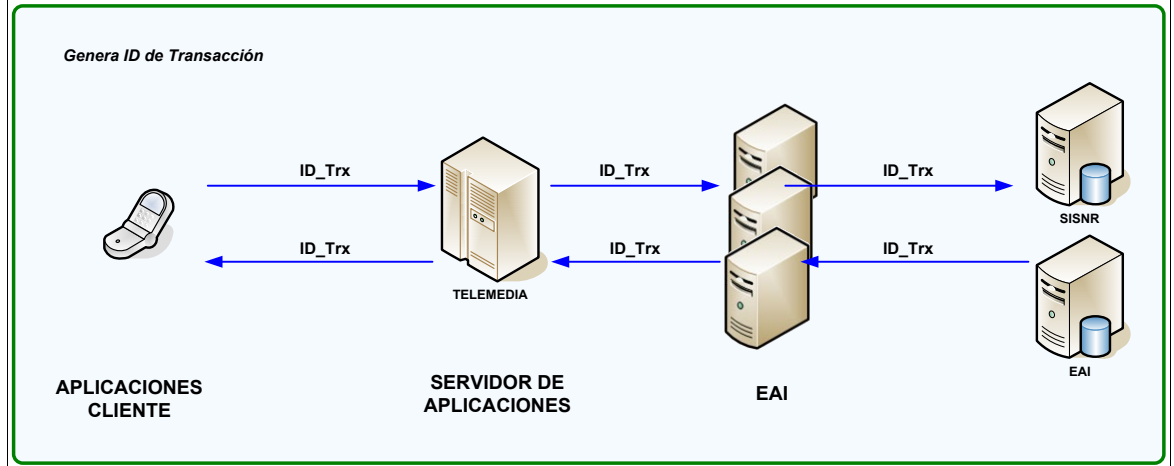 Genera ID de Transacción
ID_Trx
ID_Trx
ID_Trx
SISNR
ID_Trx
ID_Trx
ID_Trx
TELEMEDIA
EAI
APLICACIONES
CLIENTE
SERVIDOR DE
APLICACIONES
EAI